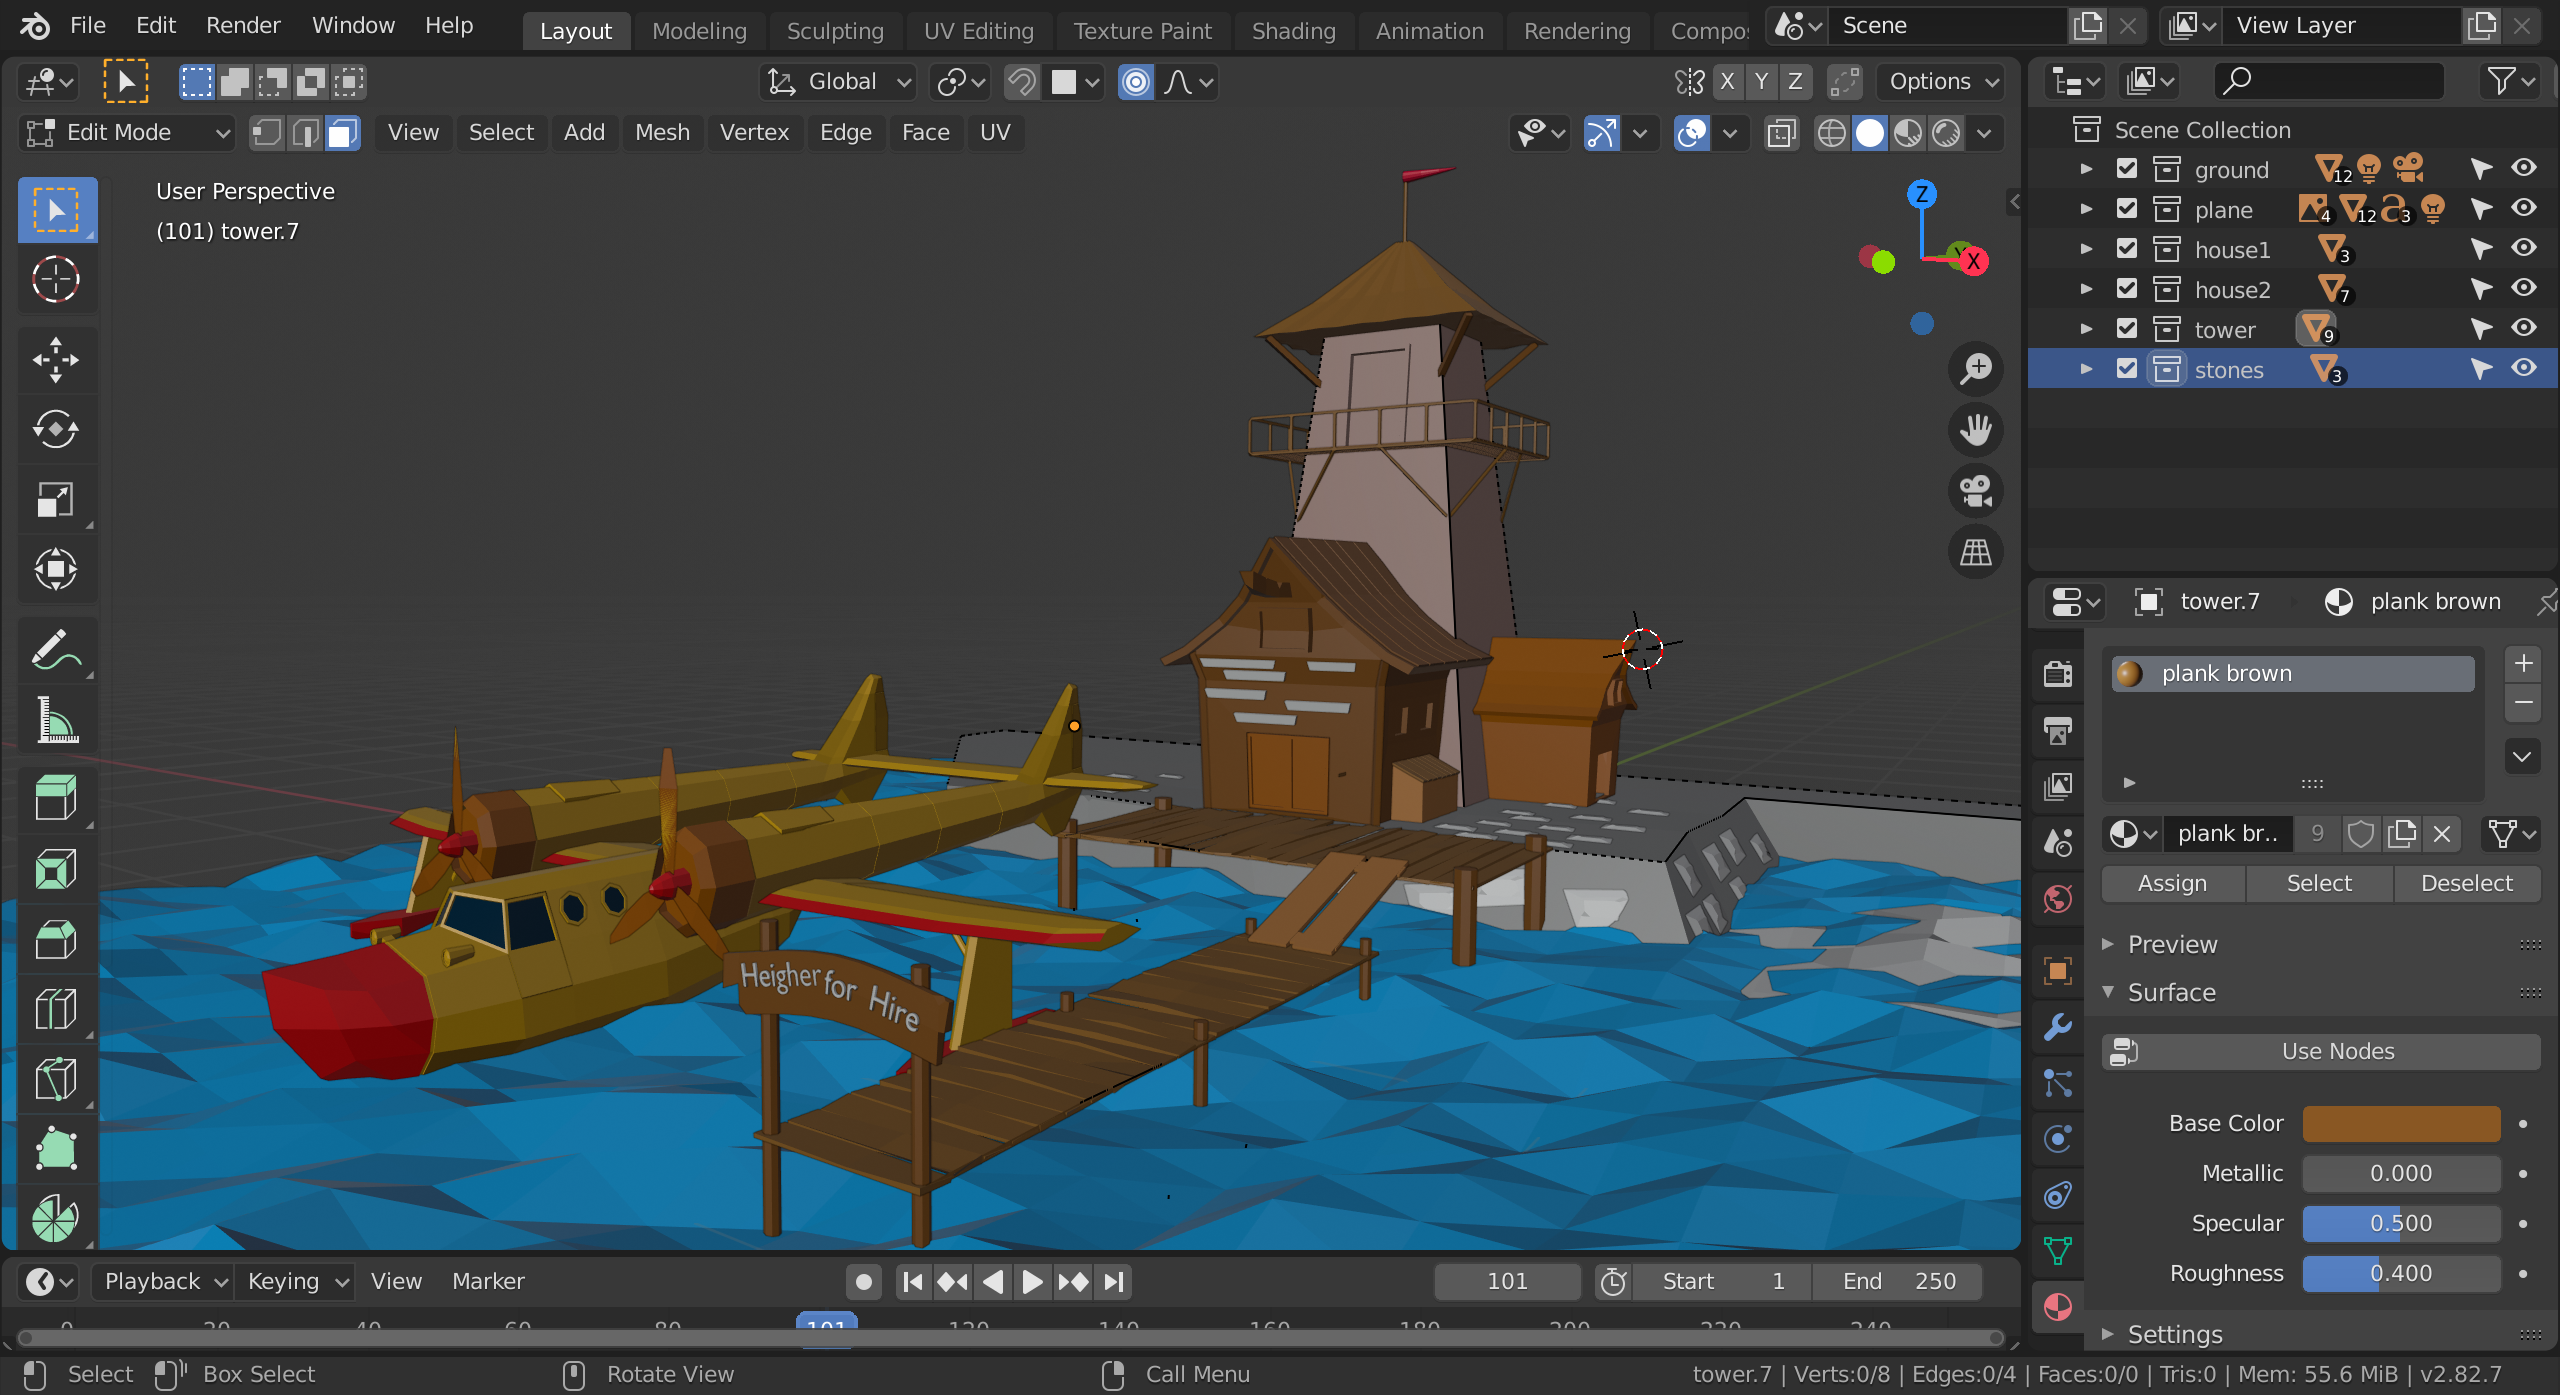 File Edit Render Window Help Layout Modeling Sculpting UV Editing Texture Paint Shading Animation Rendering Compo Scene View Layer
Global X Y Z Options
Edit Mode View Select Add Mesh Vertex Edge Face UV
User Perspective
(101) tower.7
Z
Y X
Heigher for Hire
Scene Collection
ground 12
plane 4 12 3
house1 3
house2 7
tower 9
stones 3
tower.7 plank brown
plank brown
plank br.. 9
Assign Select Deselect
Preview
Surface
Use Nodes
Base Color
Metallic 0.000
Specular 0.500
Roughness 0.400
Settings
Playback Keying View Marker 101 Start 1 End 250
0 20 40 60 80 101 120 140 160 180 200 220 240
Select Box Select Rotate View Call Menu tower.7 | Verts:0/8 | Edges:0/4 | Faces:0/0 | Tris:0 | Mem: 55.6 MiB | v2.82.7